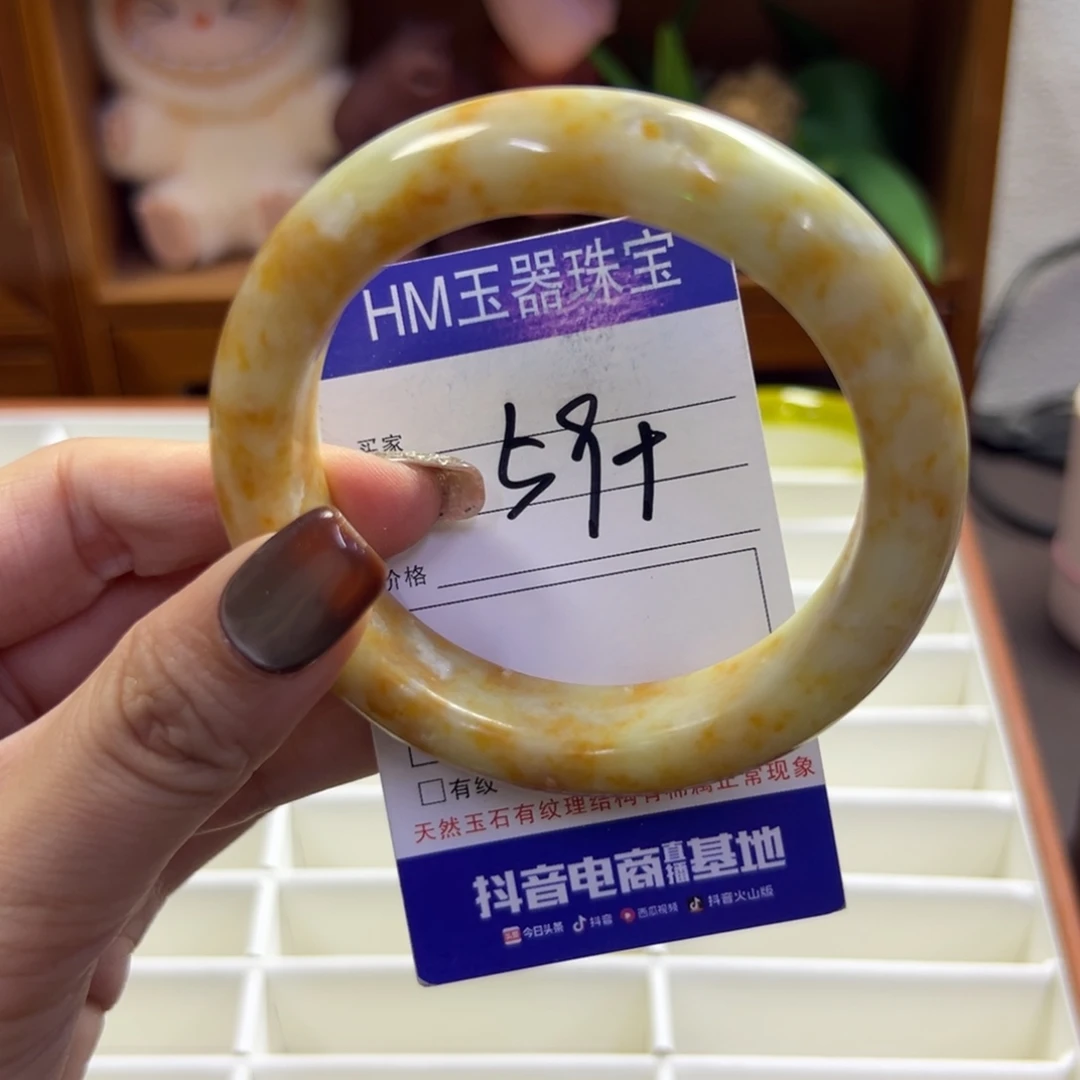 HM玉器珠宝
买家
59+
价格
□有纹
天然玉石有纹理结构有棉属正常现象
抖音电商直播基地
今日头条 抖音 西瓜视频 抖音火山版